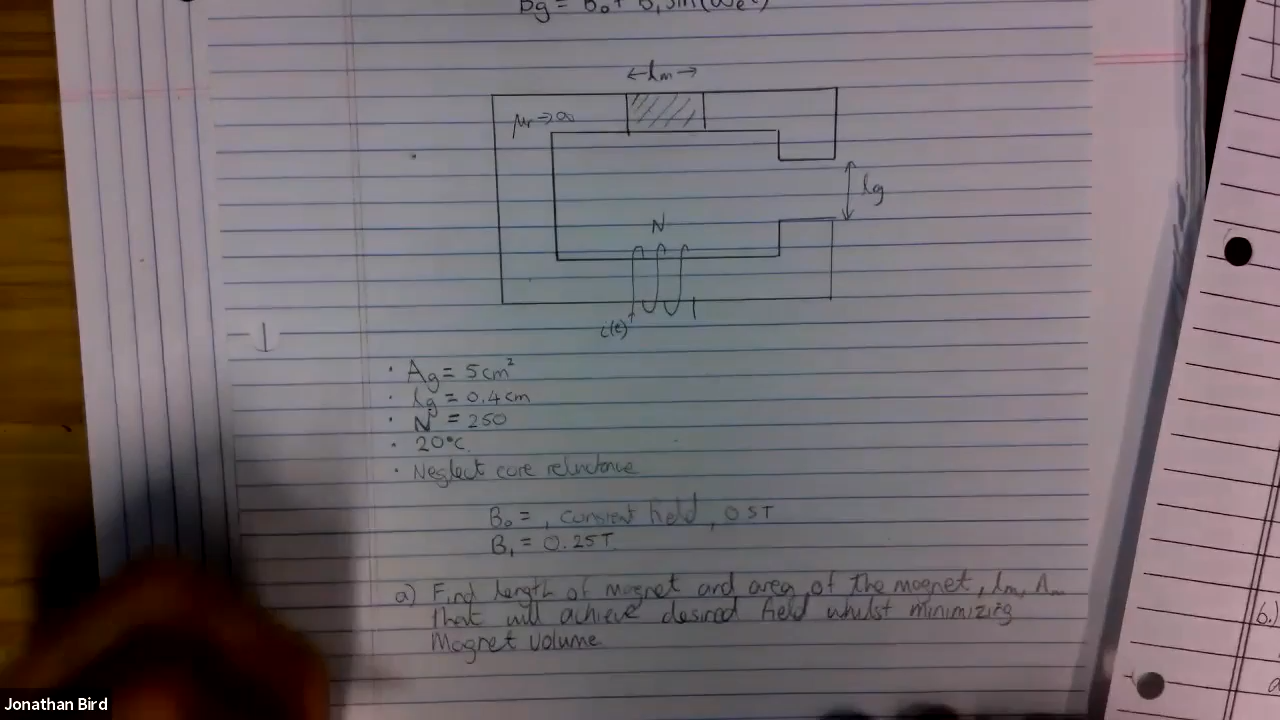 Bg = B₀ + B₁ sin(ωₑt)
←lm→
μr→∞
lg
N
i(t)
· Ag = 5cm²
· lg = 0.4cm
· N = 250
· 20°C
· Neglect core reluctance
B₀ = , constant field, 0.5T
B₁ = 0.25T
a) Find length of magnet and area of the magnet, lm, Am
that will achieve desired field whilst minimizing
Magnet Volume
6.)
a
Jonathan Bird